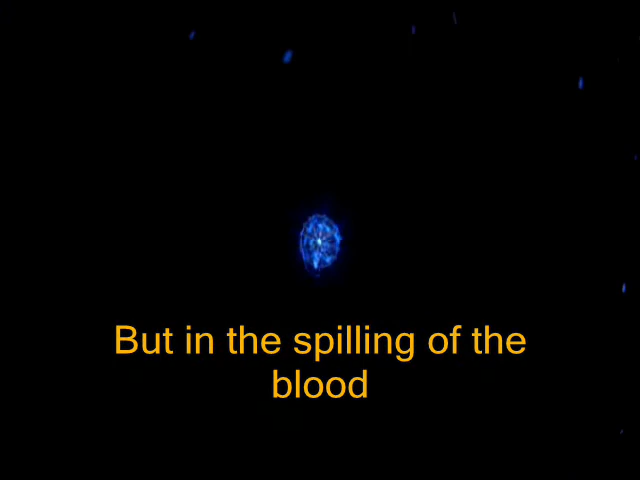 But in the spilling of the
blood